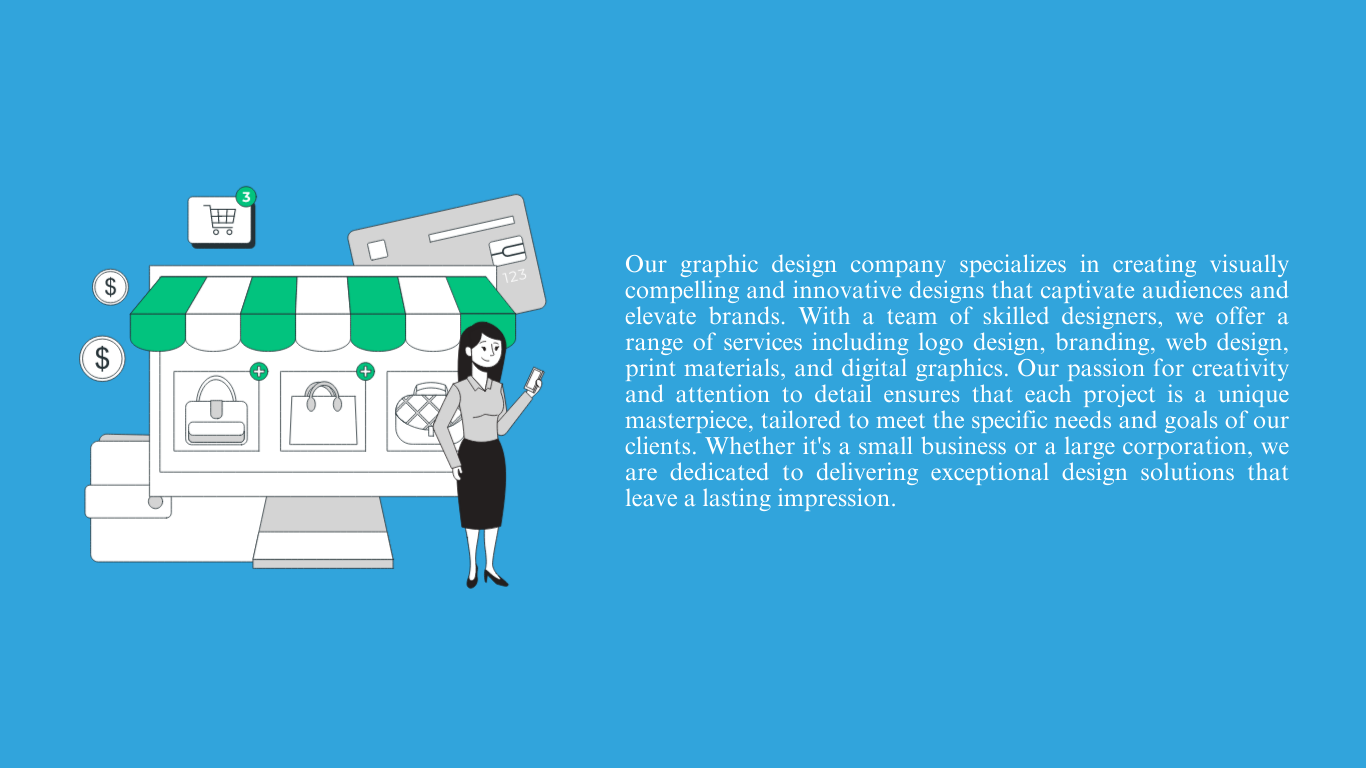 3
$
$
123
Our graphic design company specializes in creating visually
compelling and innovative designs that captivate audiences and
elevate brands. With a team of skilled designers, we offer a
range of services including logo design, branding, web design,
print materials, and digital graphics. Our passion for creativity
and attention to detail ensures that each project is a unique
masterpiece, tailored to meet the specific needs and goals of our
clients. Whether it's a small business or a large corporation, we
are dedicated to delivering exceptional design solutions that
leave a lasting impression.